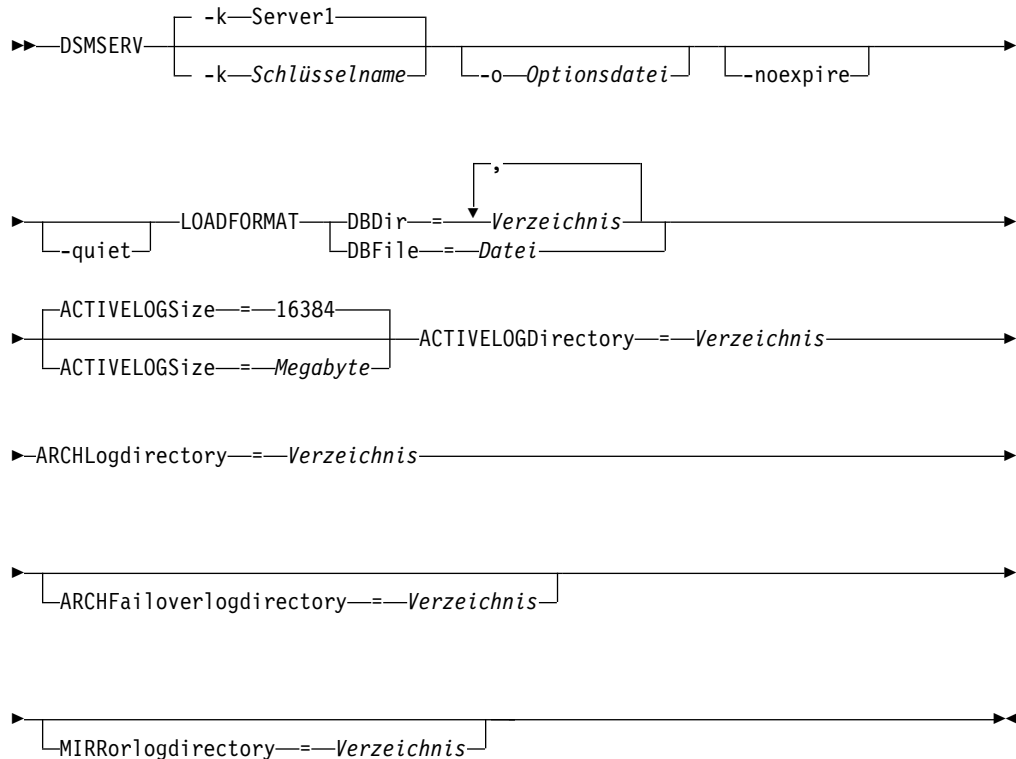 -k Server1
DSMSERV
-k Schlüsselname
-o Optionsdatei
-noexpire
,
-quiet
LOADFORMAT
DBDir = Verzeichnis
DBFile = Datei
ACTIVELOGSize = 16384
ACTIVELOGSize = Megabyte
ACTIVELOGDirectory = Verzeichnis
ARCHLogdirectory = Verzeichnis
ARCHFailoverlogdirectory = Verzeichnis
MIRRorlogdirectory = Verzeichnis